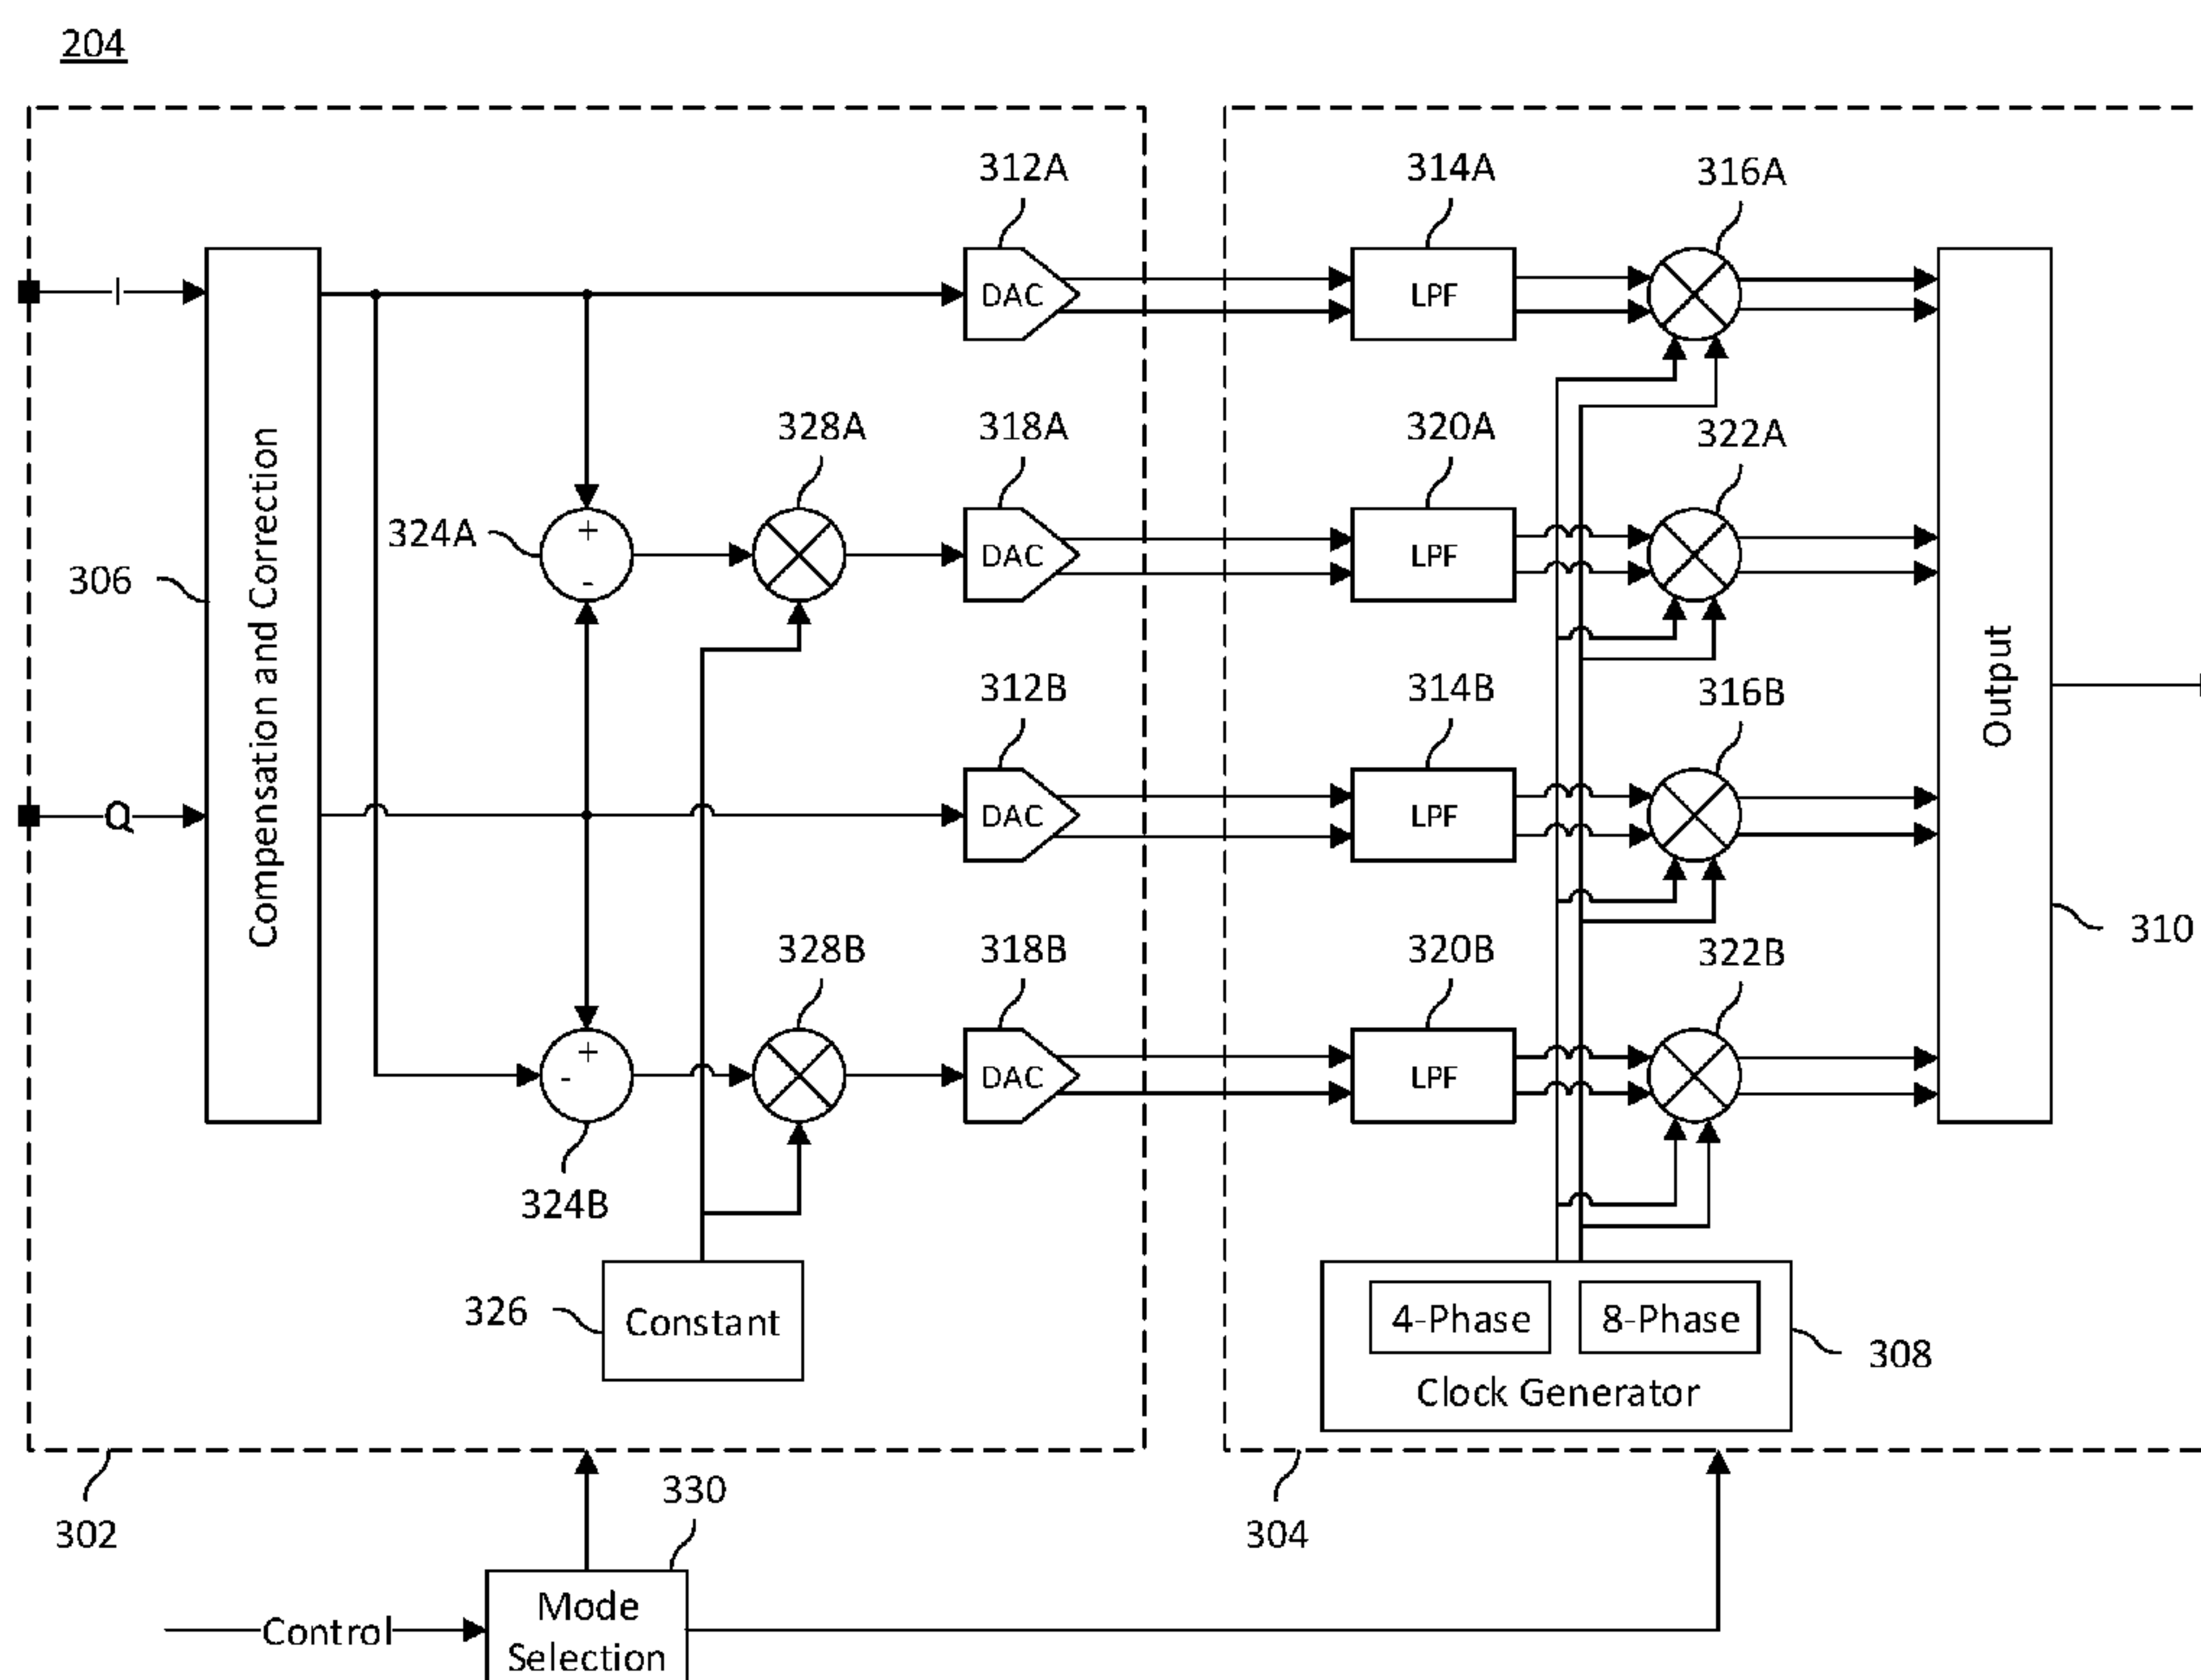 204
312A
314A
316A
I
DAC
LPF
328A
318A
320A
322A
324A
+
-
DAC
LPF
306
Compensation and Correction
312B
314B
316B
Output
Q
DAC
LPF
310
328B
318B
320B
322B
+
-
DAC
LPF
324B
326
Constant
4-Phase
8-Phase
Clock Generator
308
302
330
304
Control
Mode
Selection